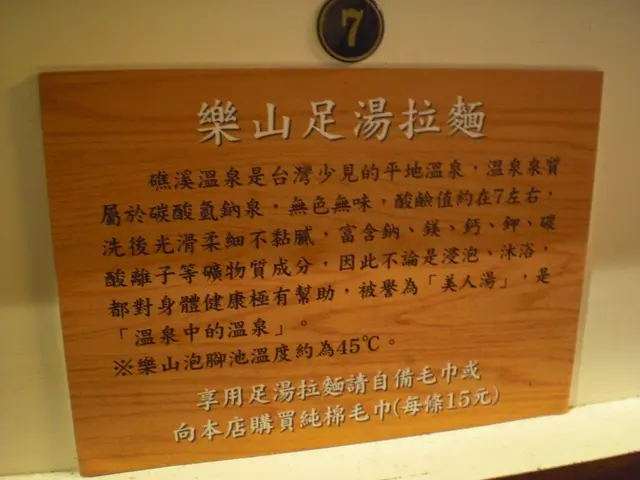 7
樂山足湯拉麵
礁溪溫泉是台灣少見的平地溫泉，溫泉泉質
屬於碳酸氫鈉泉，無色無味，酸鹼值約在7左右，
洗後光滑柔細不黏膩，富含鈉、鎂、鈣、鉀、碳
酸離子等礦物質成分，因此不論是浸泡、沐浴，
都對身體健康極有幫助，被譽為「美人湯」，是
「溫泉中的溫泉」。
※樂山泡腳池溫度約為45℃。
享用足湯拉麵請自備毛巾或
向本店購買純棉毛巾(每條15元)